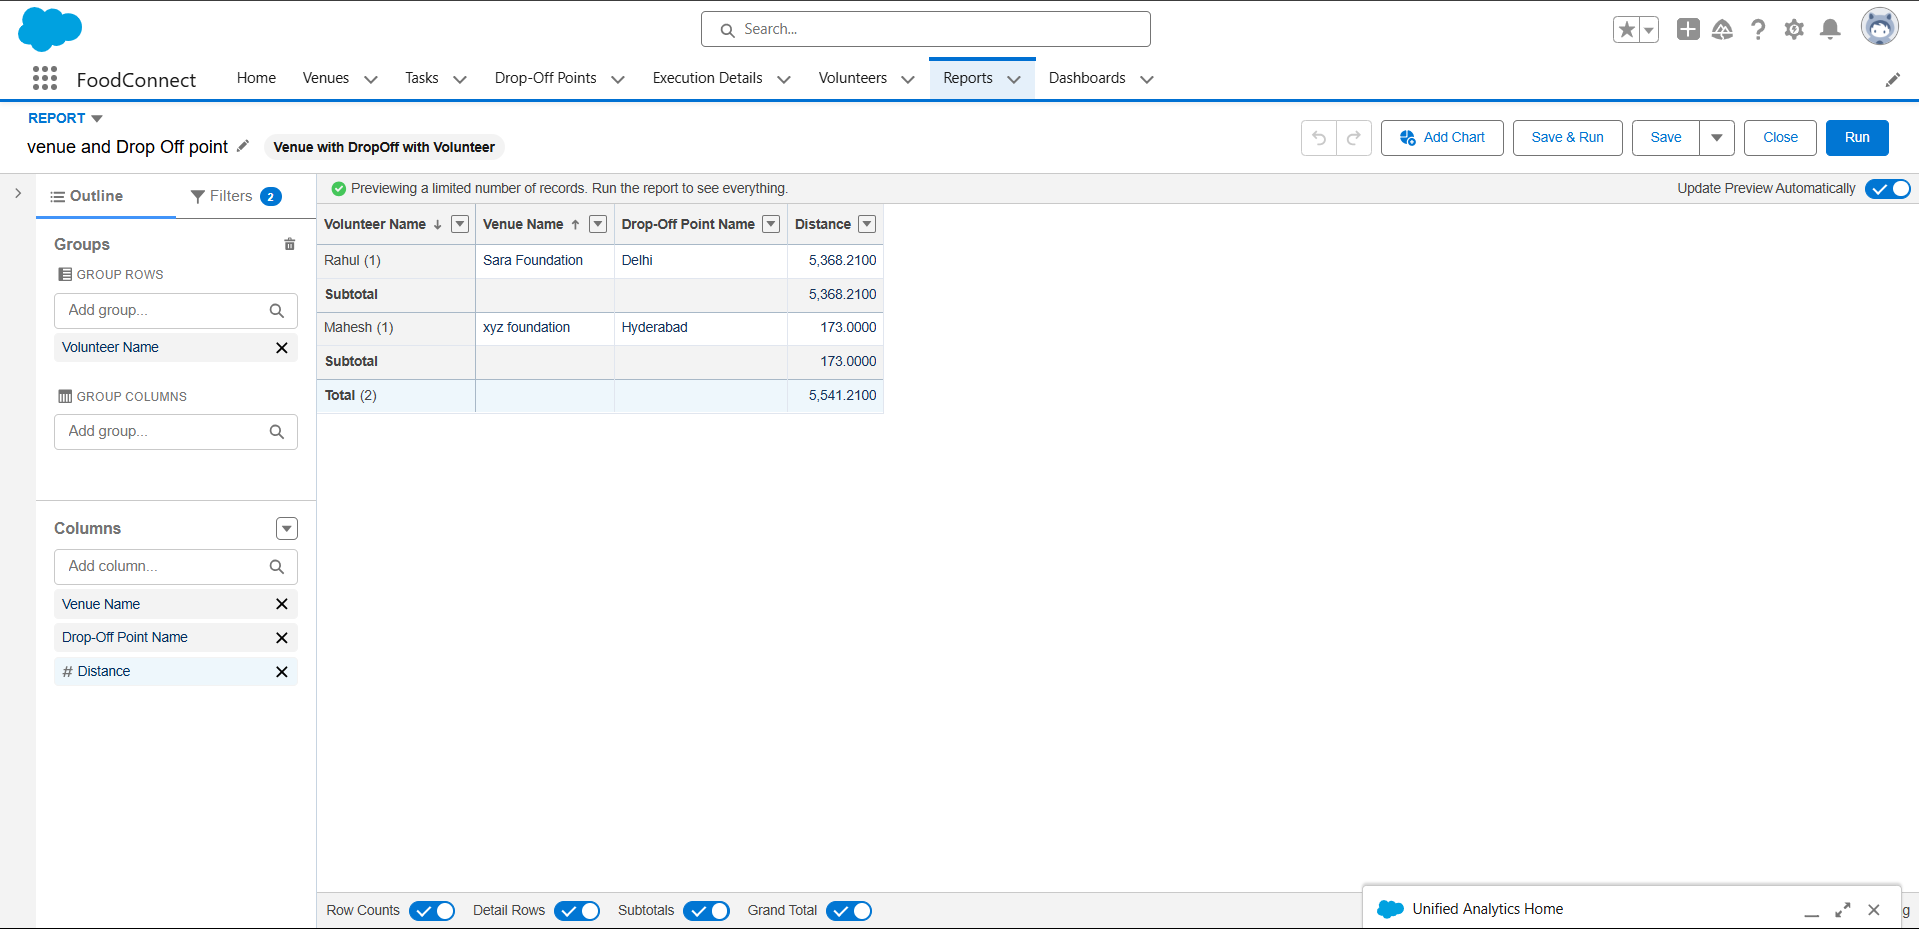 Search...
FoodConnect
Home
Venues
Tasks
Drop-Off Points
Execution Details
Volunteers
Reports
Dashboards
REPORT
venue and Drop Off point
Venue with DropOff with Volunteer
Add Chart
Save & Run
Save
Close
Run
Outline
Filters 2
Previewing a limited number of records. Run the report to see everything.
Update Preview Automatically
Groups
GROUP ROWS
Add group...
Volunteer Name
GROUP COLUMNS
Add group...
Columns
Add column...
Venue Name
Drop-Off Point Name
# Distance
Volunteer Name Venue Name Drop-Off Point Name Distance
Rahul (1) Sara Foundation Delhi 5,368.2100
Subtotal 5,368.2100
Mahesh (1) xyz foundation Hyderabad 173.0000
Subtotal 173.0000
Total (2) 5,541.2100
Row Counts
Detail Rows
Subtotals
Grand Total
Unified Analytics Home